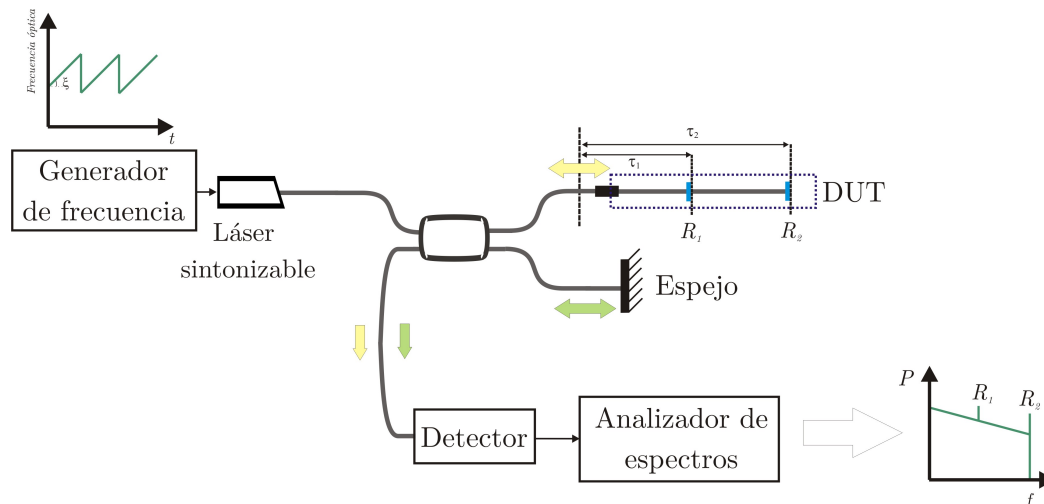 Frecuencia óptica
ξ
t
Generador
de frecuencia
Láser
sintonizable
τ2
τ1
DUT
R1
R2
Espejo
Detector
Analizador de
espectros
P
R1
R2
f